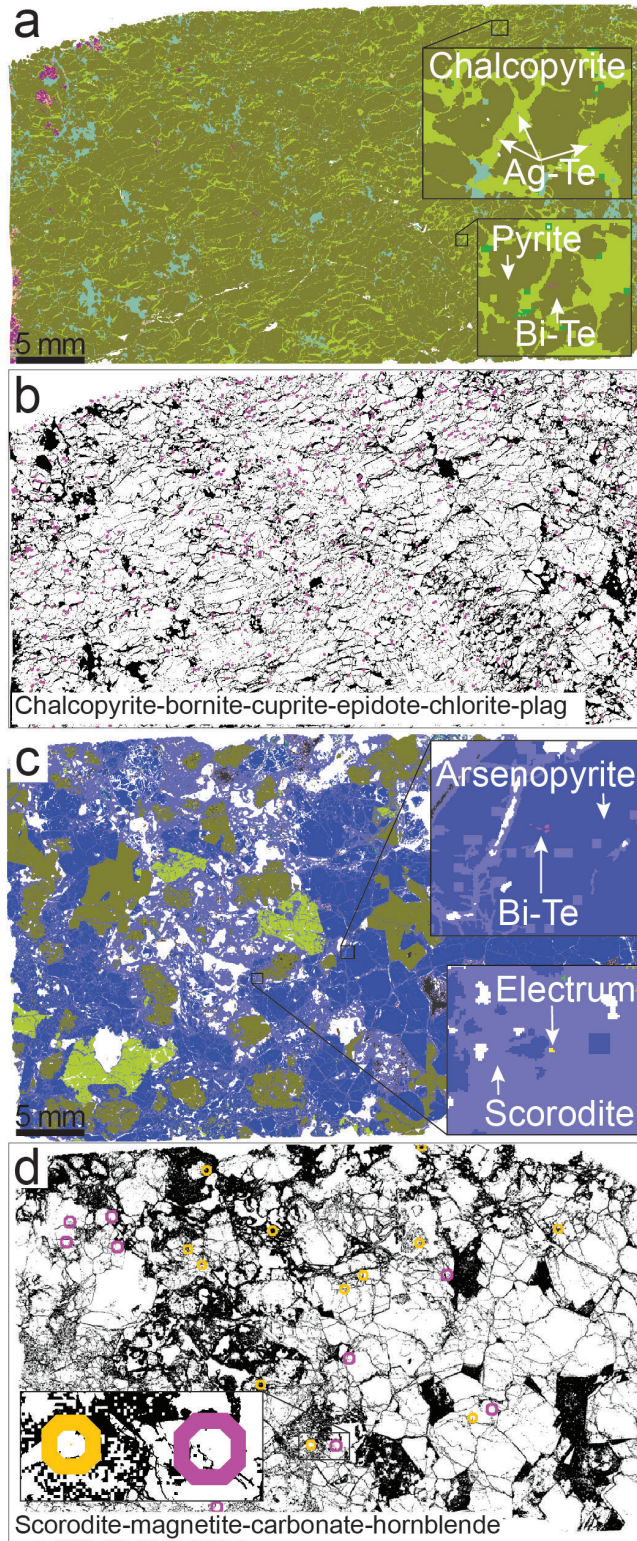 a
Chalcopyrite
Ag-Te
Pyrite
Bi-Te
5 mm
b
Chalcopyrite-bornite-cuprite-epidote-chlorite-plag
c
Arsenopyrite
Bi-Te
Electrum
Scorodite
5 mm
d
Scorodite-magnetite-carbonate-hornblende